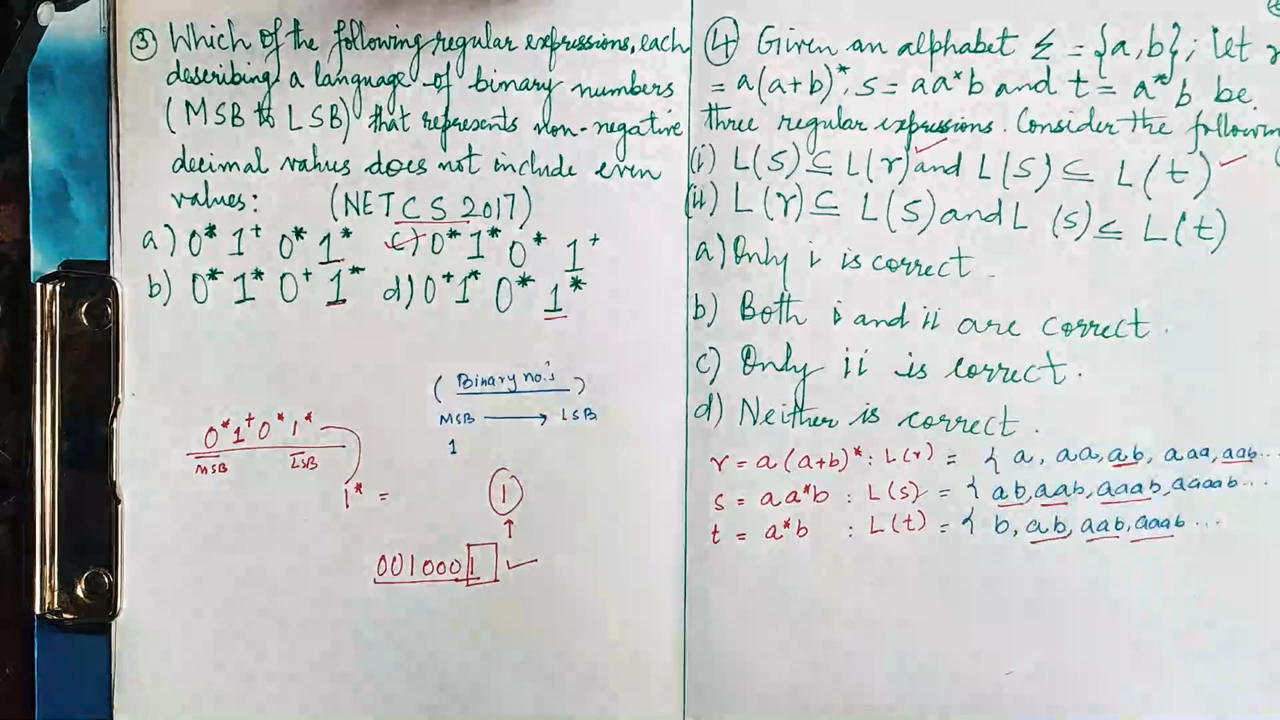 ③ Which of the following regular expressions, each
describing a language of binary numbers
(MSB to LSB) that represents non-negative
decimal values does not include even
values: (NET CS 2017)
a) 0* 1+ 0* 1* c) 0* 1* 0* 1+
b) 0* 1* 0+ 1* d) 0+ 1* 0* 1*
(Binary no.'s)
MSB → LSB
1
0* 1+ 0* 1*
MSB LSB
1* =
1
↑
001000 1 ✓
④ Given an alphabet Σ = {a,b}; let r
= a(a+b)*, s = aa*b and t = a*b be
three regular expressions. Consider the following
(i) L(s) ⊆ L(r) and L(s) ⊆ L(t) ✓
(ii) L(r) ⊆ L(s) and L (s) ⊆ L(t)
a) Only i is correct.
b) Both i and ii are correct.
c) Only ii is correct.
d) Neither is correct.
r = a(a+b)* : L(r) = { a, aa, ab, aaa, aab...
s = aa*b : L(s) = { ab, aab, aaab, aaaab...
t = a*b : L(t) = { b, ab, aab, aaab...